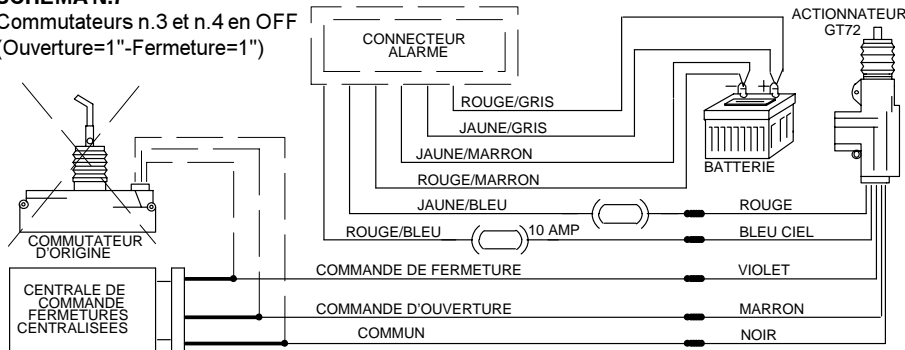 SCHEMA N.7
Commutateurs n.3 et n.4 en OFF
(Ouverture=1"-Fermeture=1")
CONNECTEUR
ALARME
ACTIONNATEUR
GT72
ROUGE/GRIS
JAUNE/GRIS
JAUNE/MARRON
ROUGE/MARRON
- +
BATTERIE
JAUNE/BLEU
ROUGE
ROUGE/BLEU
10 AMP
BLEU CIEL
COMMUTATEUR
D'ORIGINE
CENTRALE DE
COMMANDE
FERMETURES
CENTRALISEES
COMMANDE DE FERMETURE
VIOLET
COMMANDE D'OUVERTURE
MARRON
COMMUN
NOIR